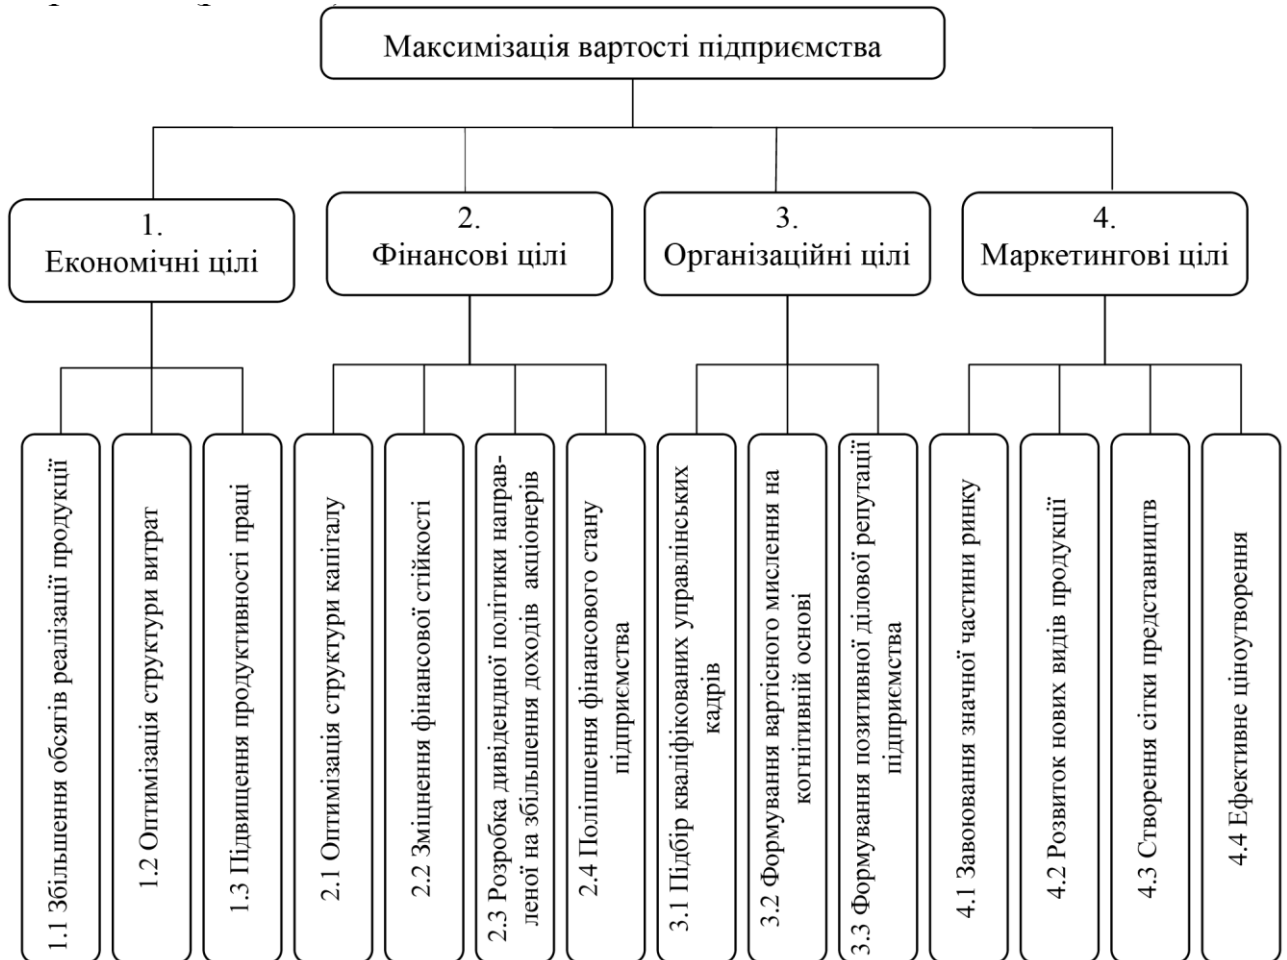 Максимізація вартості підприємства
1.
Економічні цілі
2.
Фінансові цілі
3.
Організаційні цілі
4.
Маркетингові цілі
1.1 Збільшення обсягів реалізації продукції
1.2 Оптимізація структури витрат
1.3 Підвищення продуктивності праці
2.1 Оптимізація структури капіталу
2.2 Зміцнення фінансової стійкості
2.3 Розробка дивідендної політики направ-
леної на збільшення доходів акціонерів
2.4 Поліпшення фінансового стану
підприємства
3.1 Підбір кваліфікованих управлінських
кадрів
3.2 Формування вартісного мислення на
когнітивній основі
3.3 Формування позитивної ділової репутації
підприємства
4.1 Завоювання значної частини ринку
4.2 Розвиток нових видів продукції
4.3 Створення сітки представництв
4.4 Ефективне ціноутворення